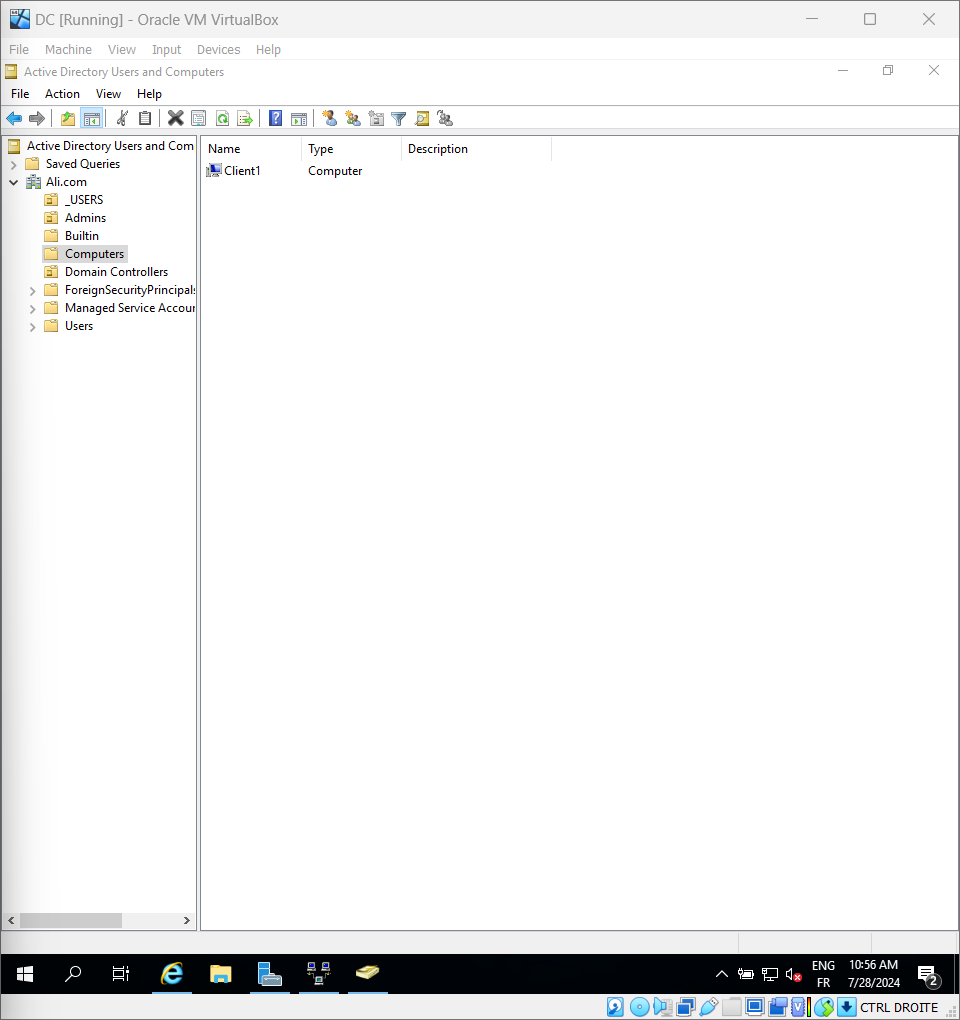 DC [Running] - Oracle VM VirtualBox
File Machine View Input Devices Help
Active Directory Users and Computers
File Action View Help
Active Directory Users and Com
Saved Queries
Ali.com
_USERS
Admins
Builtin
Computers
Domain Controllers
ForeignSecurityPrincipals
Managed Service Accour
Users
Name Type Description
Client1 Computer
ENG
FR
10:56 AM
7/28/2024
2
CTRL DROITE